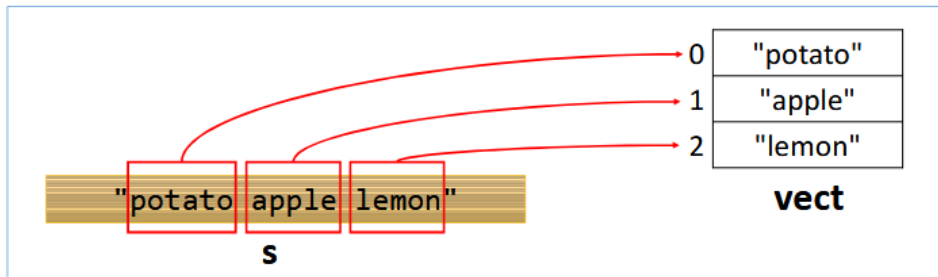 0 "potato"
1 "apple"
2 "lemon"
vect
"potato apple lemon"
s